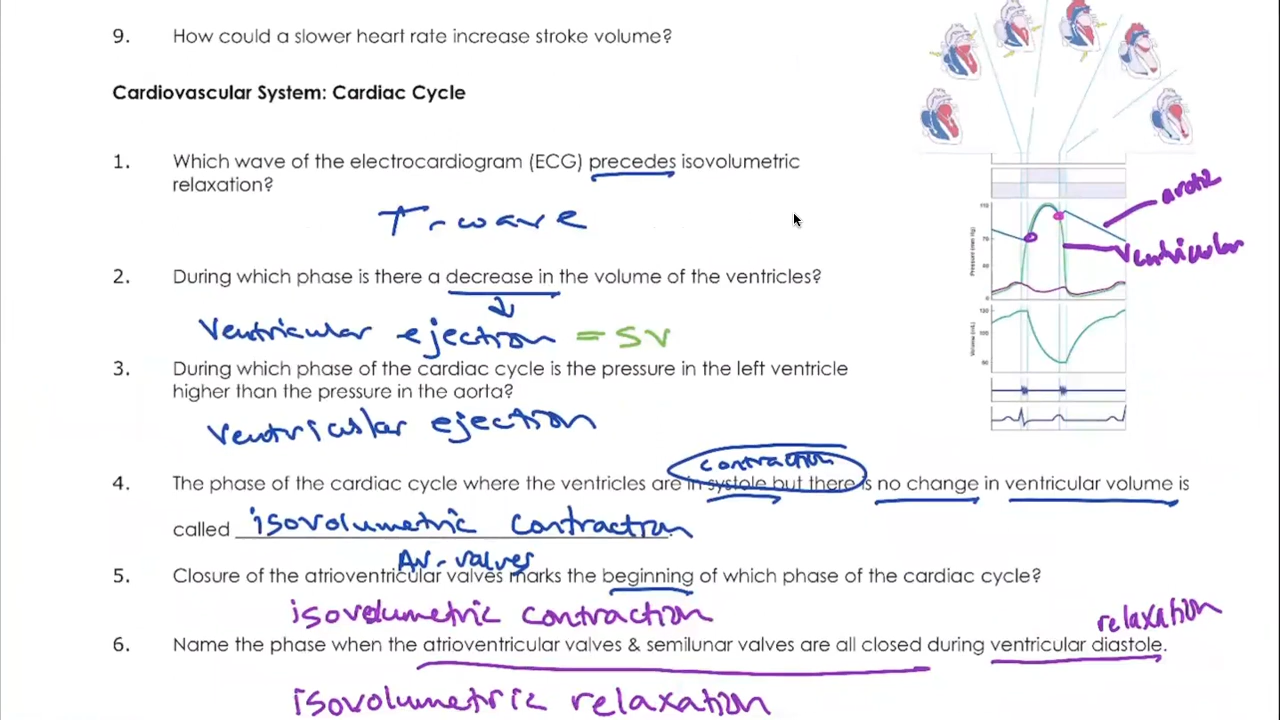 9. How could a slower heart rate increase stroke volume?
Cardiovascular System: Cardiac Cycle
1. Which wave of the electrocardiogram (ECG) precedes isovolumetric
relaxation?
T-wave
2. During which phase is there a decrease in the volume of the ventricles?
Ventricular ejection = SV
3. During which phase of the cardiac cycle is the pressure in the left ventricle
higher than the pressure in the aorta?
Ventricular ejection
contraction
4. The phase of the cardiac cycle where the ventricles are in systole but there is no change in ventricular volume is
called isovolumetric contraction
AV-valves
5. Closure of the atrioventricular valves marks the beginning of which phase of the cardiac cycle?
isovolumetric contraction
relaxation
6. Name the phase when the atrioventricular valves & semilunar valves are all closed during ventricular diastole.
isovolumetric relaxation
Ventricular
Pressure (mm Hg)
Volume (mL)